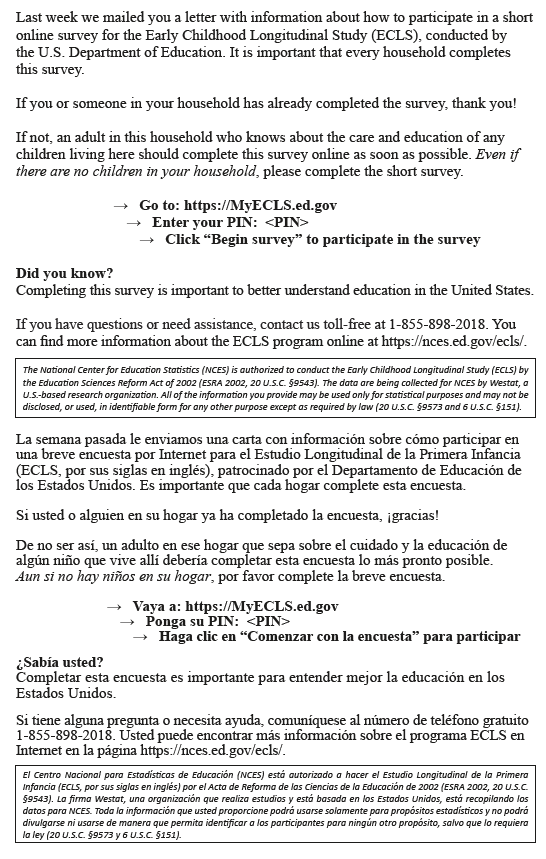 Last week we mailed you a letter with information about how to participate in a short
online survey for the Early Childhood Longitudinal Study (ECLS), conducted by
the U.S. Department of Education. It is important that every household completes
this survey.
If you or someone in your household has already completed the survey, thank you!
If not, an adult in this household who knows about the care and education of any
children living here should complete this survey online as soon as possible. Even if
there are no children in your household, please complete the short survey.
→ Go to: https://MyECLS.ed.gov
→ Enter your PIN: <PIN>
→ Click “Begin survey” to participate in the survey
Did you know?
Completing this survey is important to better understand education in the United States.
If you have questions or need assistance, contact us toll-free at 1-855-898-2018. You
can find more information about the ECLS program online at https://nces.ed.gov/ecls/.
The National Center for Education Statistics (NCES) is authorized to conduct the Early Childhood Longitudinal Study (ECLS) by
the Education Sciences Reform Act of 2002 (ESRA 2002, 20 U.S.C. §9543). The data are being collected for NCES by Westat, a
U.S.-based research organization. All of the information you provide may be used only for statistical purposes and may not be
disclosed, or used, in identifiable form for any other purpose except as required by law (20 U.S.C. §9573 and 6 U.S.C. §151).
La semana pasada le enviamos una carta con información sobre cómo participar en
una breve encuesta por Internet para el Estudio Longitudinal de la Primera Infancia
(ECLS, por sus siglas en inglés), patrocinado por el Departamento de Educación de
los Estados Unidos. Es importante que cada hogar complete esta encuesta.
Si usted o alguien en su hogar ya ha completado la encuesta, ¡gracias!
De no ser así, un adulto en ese hogar que sepa sobre el cuidado y la educación de
algún niño que vive allí debería completar esta encuesta lo más pronto posible.
Aun si no hay niños en su hogar, por favor complete la breve encuesta.
→ Vaya a: https://MyECLS.ed.gov
→ Ponga su PIN: <PIN>
→ Haga clic en “Comenzar con la encuesta” para participar
¿Sabía usted?
Completar esta encuesta es importante para entender mejor la educación en los
Estados Unidos.
Si tiene alguna pregunta o necesita ayuda, comuníquese al número de teléfono gratuito
1-855-898-2018. Usted puede encontrar más información sobre el programa ECLS en
Internet en la página https://nces.ed.gov/ecls/.
El Centro Nacional para Estadísticas de Educación (NCES) está autorizado a hacer el Estudio Longitudinal de la Primera
Infancia (ECLS, por sus siglas en inglés) por el Acta de Reforma de las Ciencias de la Educación de 2002 (ESRA 2002, 20 U.S.C.
§9543). La firma Westat, una organización que realiza estudios y está basada en los Estados Unidos, está recopilando los
datos para NCES. Toda la información que usted proporcione podrá usarse solamente para propósitos estadísticos y no podrá
divulgarse ni usarse de manera que permita identificar a los participantes para ningún otro propósito, salvo que lo requiera
la ley (20 U.S.C. §9573 y 6 U.S.C. §151).